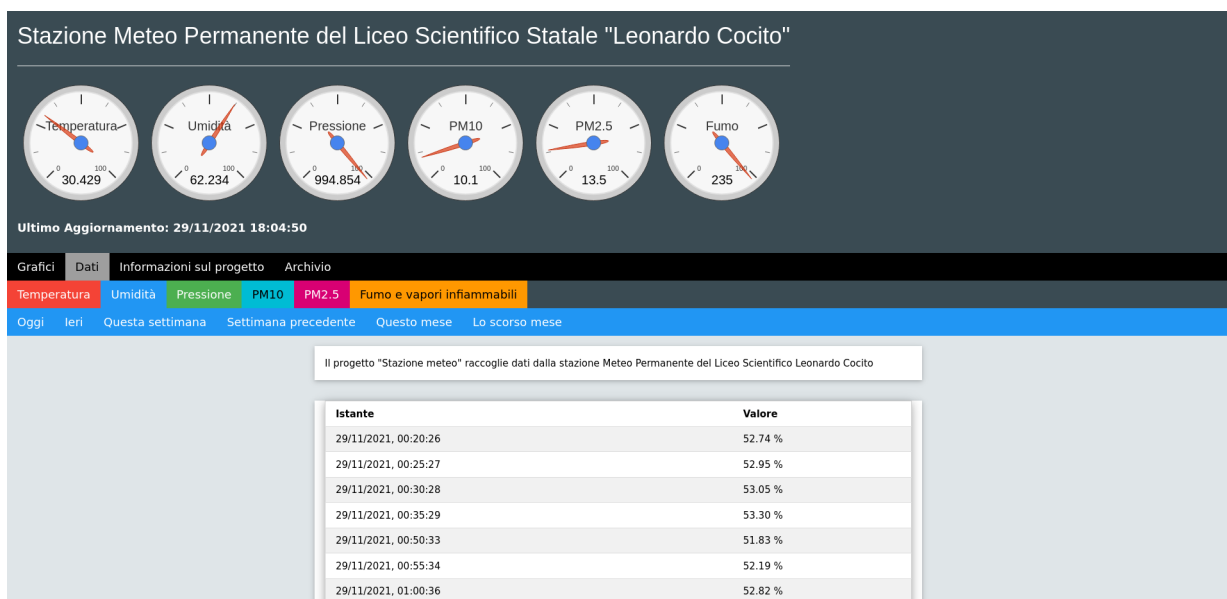 Stazione Meteo Permanente del Liceo Scientifico Statale "Leonardo Cocito"
Temperatura Umidità Pressione PM10 PM2.5 Fumo
0 100 0 100 0 100 0 100 0 100 0 100
30.429 62.234 994.854 10.1 13.5 235
Ultimo Aggiornamento: 29/11/2021 18:04:50
Grafici Dati Informazioni sul progetto Archivio
Temperatura Umidità Pressione PM10 PM2.5 Fumo e vapori infiammabili
Oggi Ieri Questa settimana Settimana precedente Questo mese Lo scorso mese
Il progetto "Stazione meteo" raccoglie dati dalla stazione Meteo Permanente del Liceo Scientifico Leonardo Cocito
Istante Valore
29/11/2021, 00:20:26 52.74 %
29/11/2021, 00:25:27 52.95 %
29/11/2021, 00:30:28 53.05 %
29/11/2021, 00:35:29 53.30 %
29/11/2021, 00:50:33 51.83 %
29/11/2021, 00:55:34 52.19 %
29/11/2021, 01:00:36 52.82 %